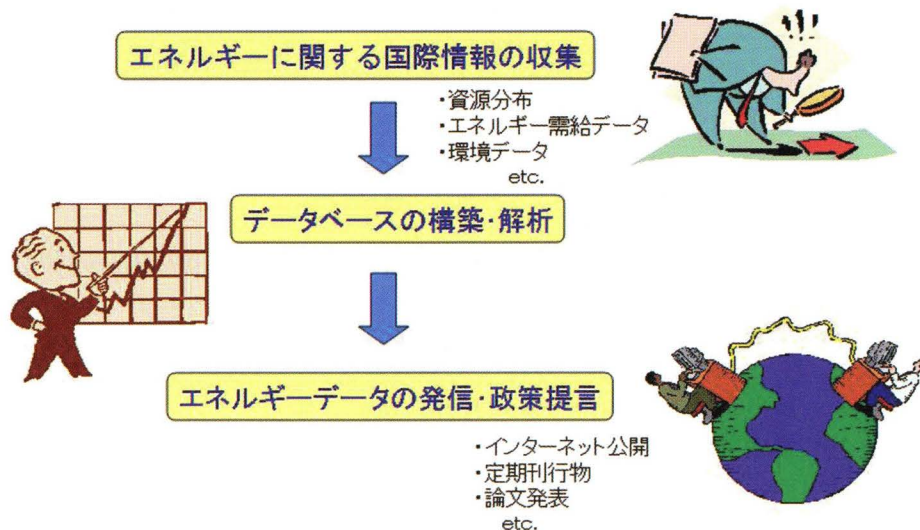 エネルギーに関する国際情報の収集
・資源分布
・エネルギー需給データ
・環境データ
etc.
データベースの構築・解析
エネルギーデータの発信・政策提言
・インターネット公開
・定期刊行物
・論文発表
etc.